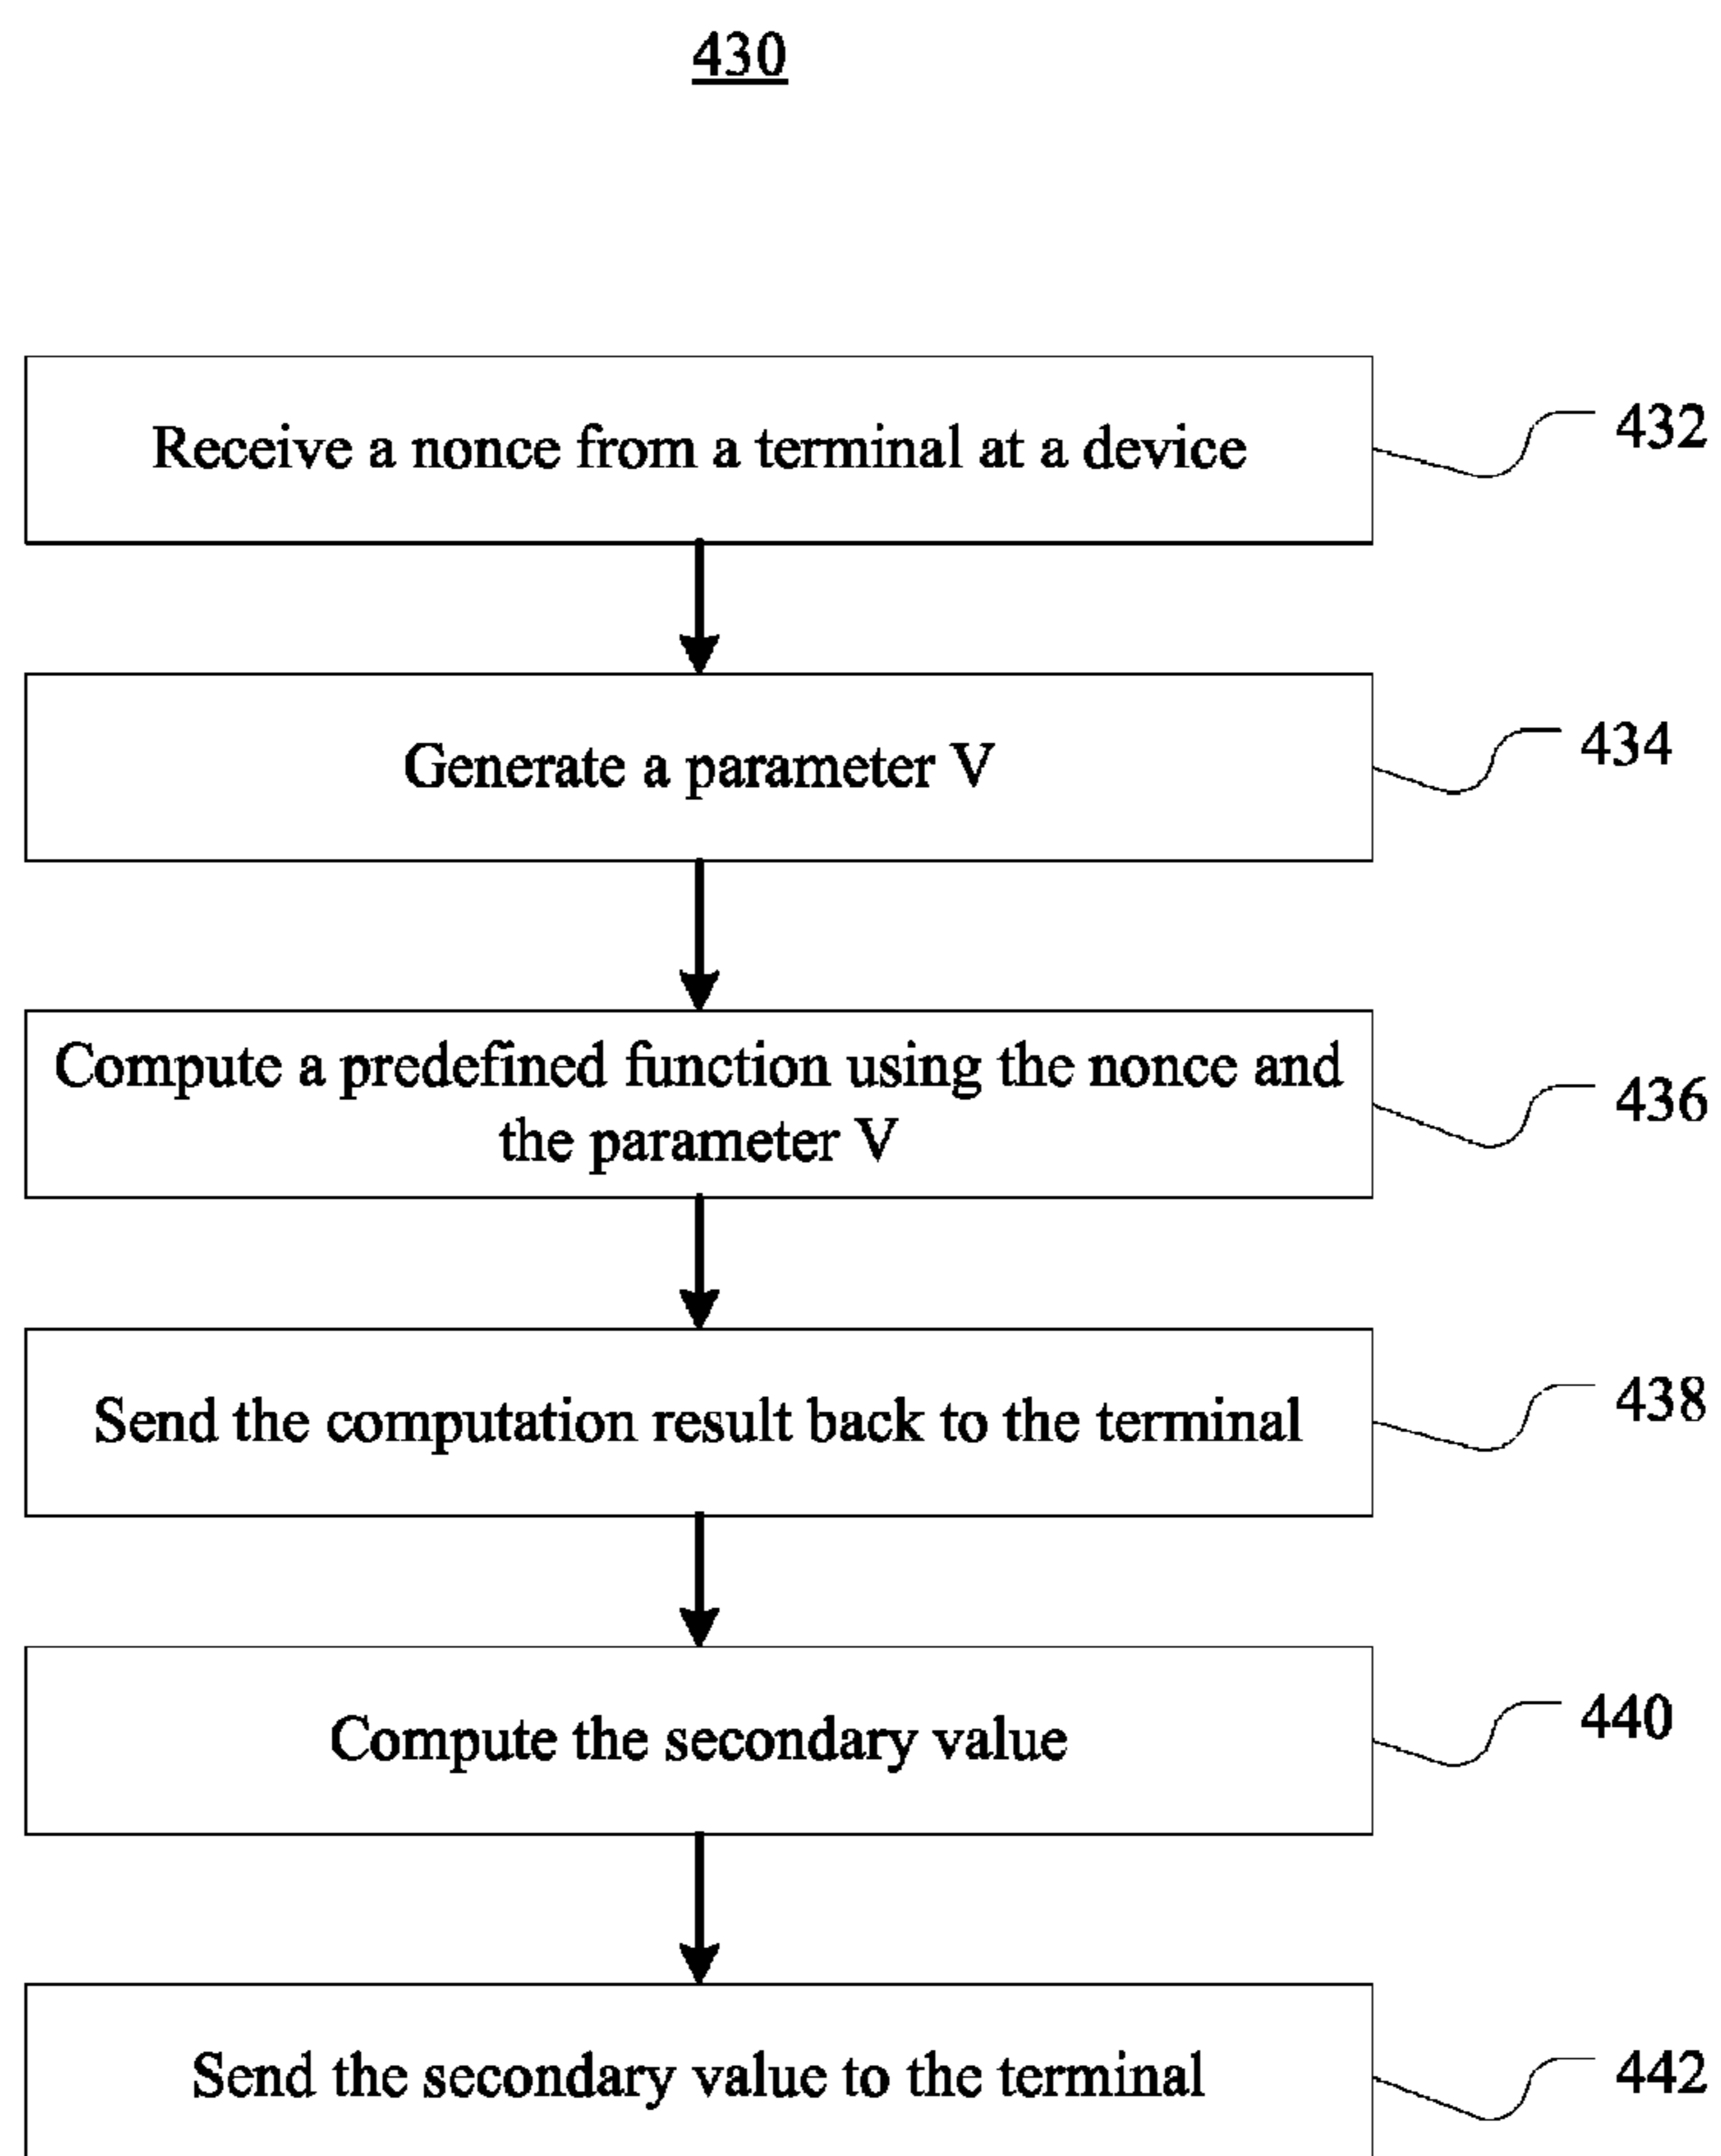 430
Receive a nonce from a terminal at a device
432
Generate a parameter V
434
Compute a predefined function using the nonce and
the parameter V
436
Send the computation result back to the terminal
438
Compute the secondary value
440
Send the secondary value to the terminal
442